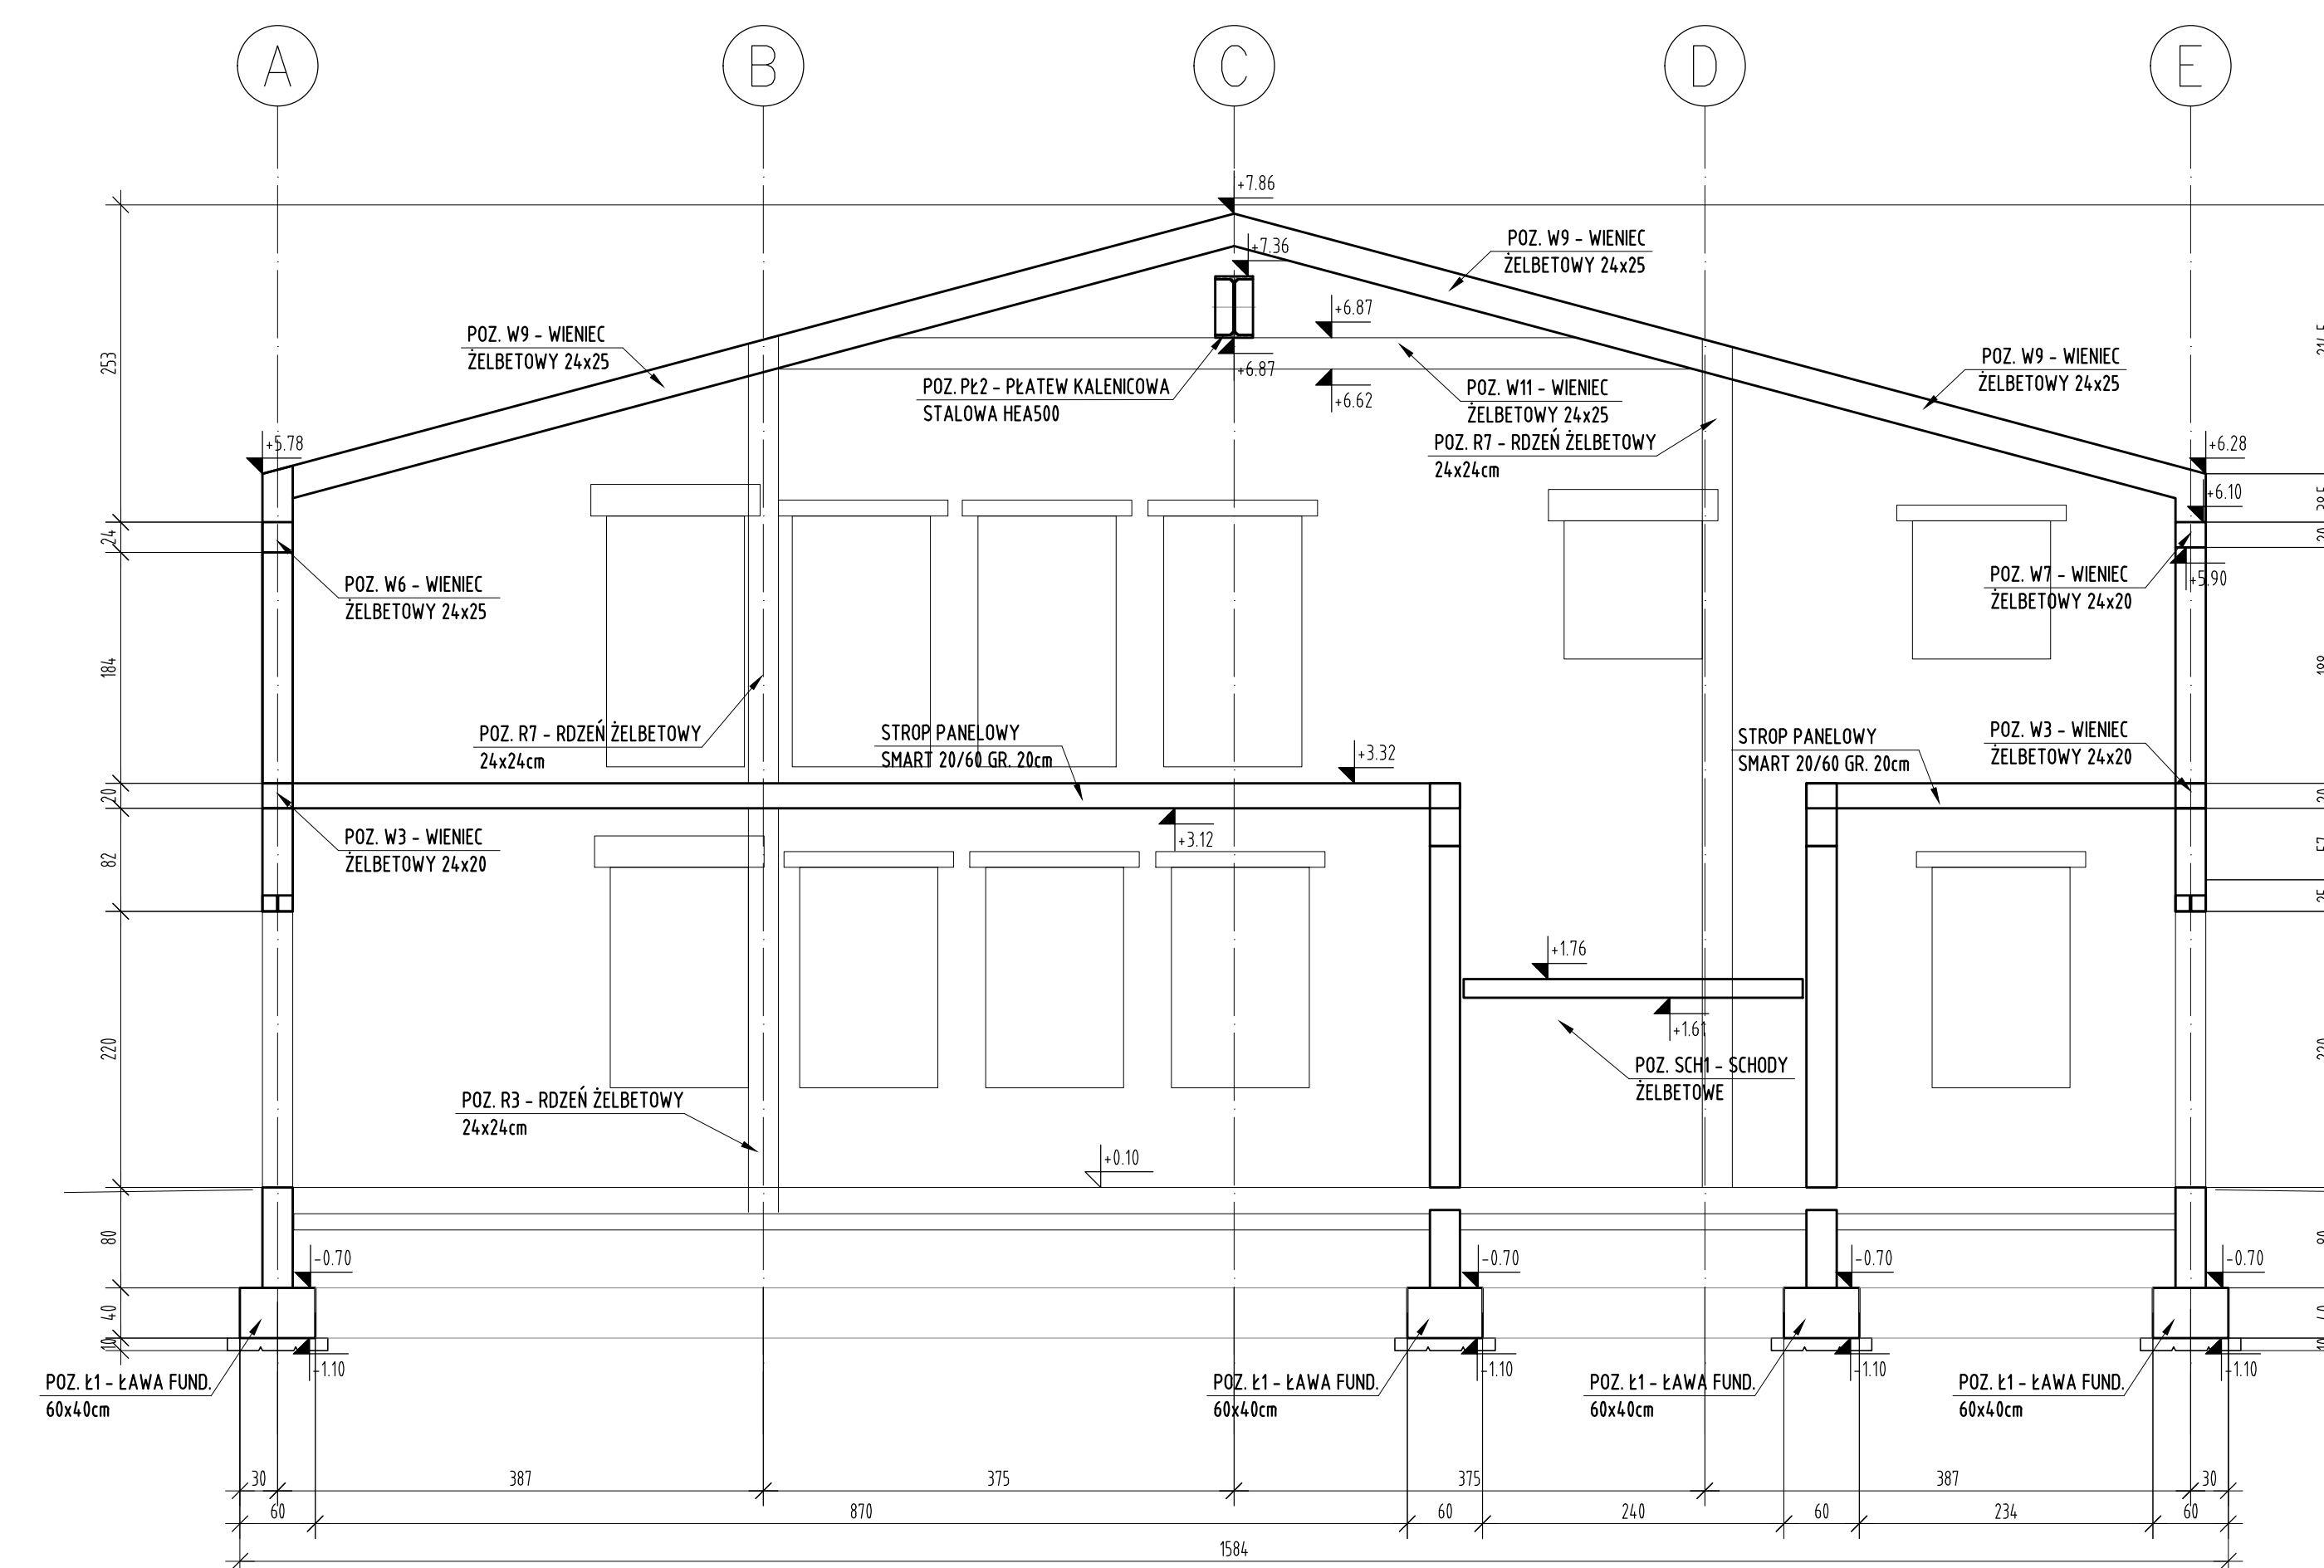 A B C D E
+7.86
POZ. W9 - WIENIEC
ŻELBETOWY 24x25
+7.36
+6.87
POZ. W9 - WIENIEC
ŻELBETOWY 24x25
POZ. W9 - WIENIEC
ŻELBETOWY 24x25
253
+6.87
POZ. PŁ2 - PŁATEW KALENICOWA
STALOWA HEA500
POZ. W11 - WIENIEC
ŻELBETOWY 24x25
+6.62
+5.78
POZ. R7 - RDZEŃ ŻELBETOWY
24x24cm
+6.28
+6.10
24
20
POZ. W6 - WIENIEC
ŻELBETOWY 24x25
POZ. W7 - WIENIEC
ŻELBETOWY 24x20
+5.90
184
POZ. R7 - RDZEŃ ŻELBETOWY
24x24cm
STROP PANELOWY
SMART 20/60 GR. 20cm
+3.32
STROP PANELOWY
SMART 20/60 GR. 20cm
POZ. W3 - WIENIEC
ŻELBETOWY 24x20
20
20
+3.12
POZ. W3 - WIENIEC
ŻELBETOWY 24x20
82
+1.76
+1.61
220
POZ. SCH1 - SCHODY
ŻELBETOWE
POZ. R3 - RDZEŃ ŻELBETOWY
24x24cm
+0.10
80
-0.70 -0.70 -0.70 -0.70
40
10
-1.10 -1.10 -1.10 -1.10
POZ. Ł1 - ŁAWA FUND.
60x40cm
POZ. Ł1 - ŁAWA FUND.
60x40cm
POZ. Ł1 - ŁAWA FUND.
60x40cm
POZ. Ł1 - ŁAWA FUND.
60x40cm
30 387 375 375 387 30
60 870 60 240 60 234 60
1584